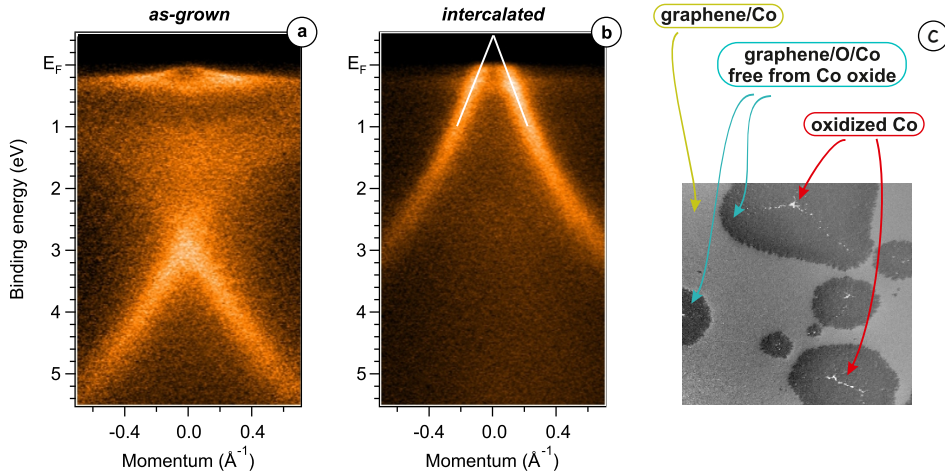 as-grown
a
E_F
1
2
3
4
5
Binding energy (eV)
-0.4
0.0
0.4
Momentum (Å⁻¹)
intercalated
b
E_F
1
2
3
4
5
-0.4
0.0
0.4
Momentum (Å⁻¹)
graphene/Co
c
graphene/O/Co
free from Co oxide
oxidized Co